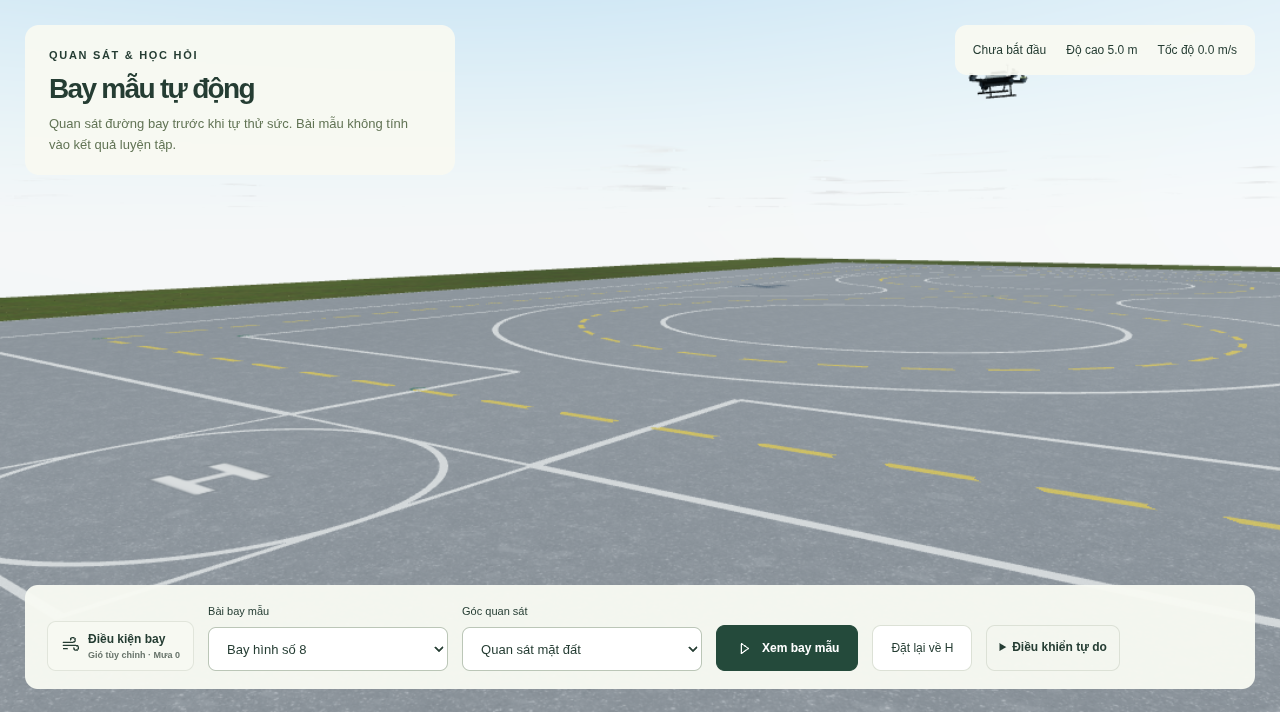 QUAN SÁT & HỌC HỎI
Bay mẫu tự động
Quan sát đường bay trước khi tự thử sức. Bài mẫu không tính
vào kết quả luyện tập.
Chưa bắt đầu Độ cao 5.0 m Tốc độ 0.0 m/s
H
Điều kiện bay
Gió tùy chỉnh · Mưa 0
Bài bay mẫu
Bay hình số 8
Góc quan sát
Quan sát mặt đất
Xem bay mẫu
Đặt lại về H
Điều khiển tự do